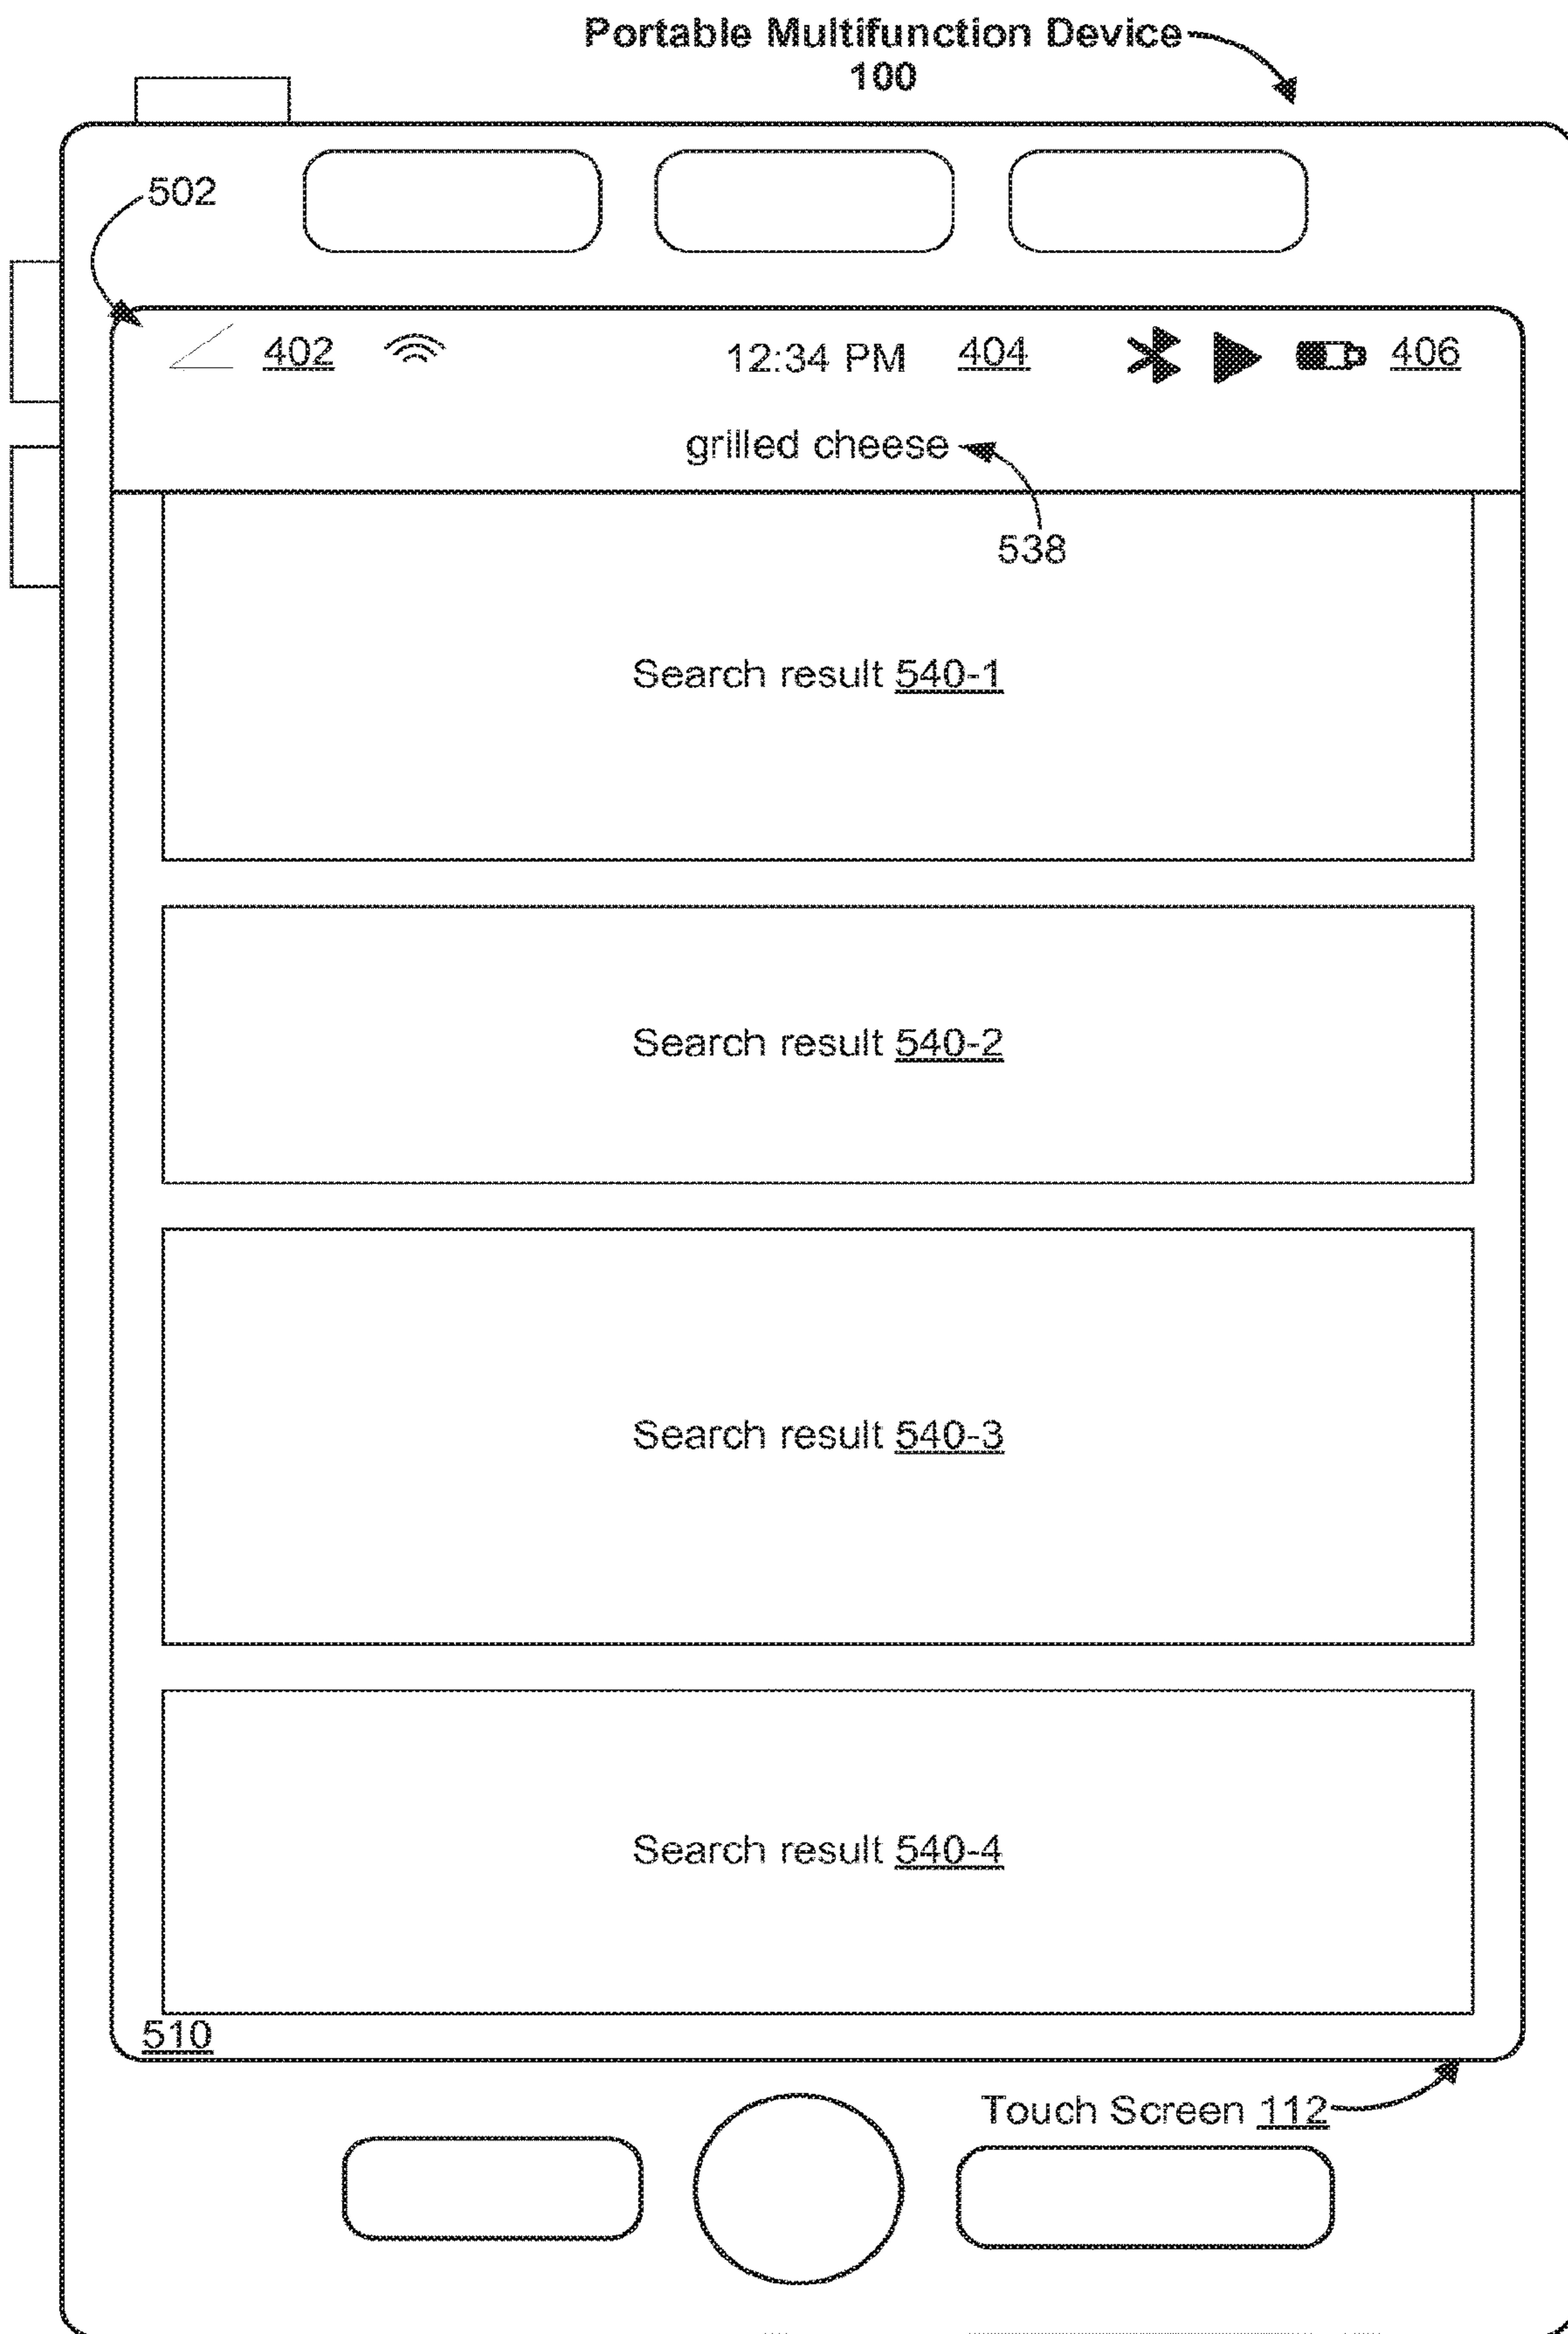 Portable Multifunction Device
100
502
402 12:34 PM 404 406
grilled cheese
538
Search result 540-1
Search result 540-2
Search result 540-3
Search result 540-4
510
Touch Screen 112